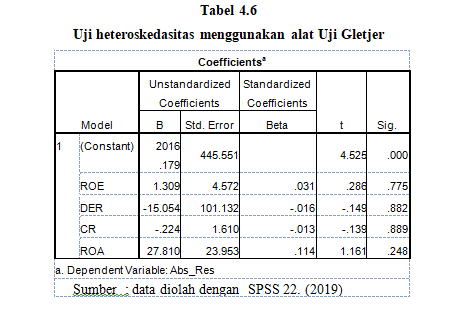 Tabel 4.6
Uji heteroskedasitas menggunakan alat Uji Gletjer
Coefficientsᵃ
Unstandardized Standardized
Coefficients Coefficients
Model B Std. Error Beta t Sig.
1 (Constant) 2016
.179 445.551 4.525 .000
ROE 1.309 4.572 .031 .286 .775
DER -15.054 101.132 -.016 -.149 .882
CR -.224 1.610 -.013 -.139 .889
ROA 27.810 23.953 .114 1.161 .248
a. Dependent Variable: Abs_Res
Sumber : data diolah dengan SPSS 22. (2019)